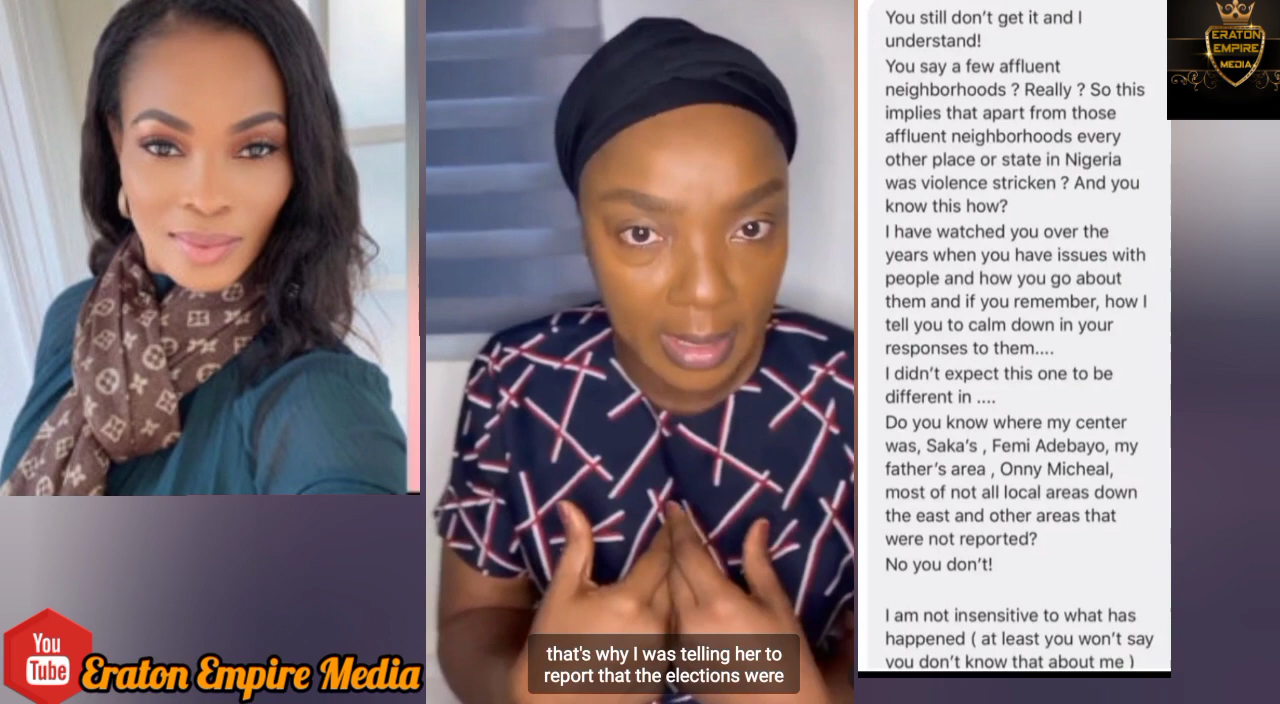 You still don't get it and I
understand!
You say a few affluent
neighborhoods ? Really ? So this
implies that apart from those
affluent neighborhoods every
other place or state in Nigeria
was violence stricken ? And you
know this how?
I have watched you over the
years when you have issues with
people and how you go about
them and if you remember, how I
tell you to calm down in your
responses to them....
I didn't expect this one to be
different in ....
Do you know where my center
was, Saka's , Femi Adebayo, my
father's area , Onny Micheal,
most of not all local areas down
the east and other areas that
were not reported?
No you don't!
I am not insensitive to what has
happened ( at least you won't say
you don't know that about me )
ERATON
EMPIRE
MEDIA
that's why I was telling her to
report that the elections were
You
Tube
Eraton Empire Media